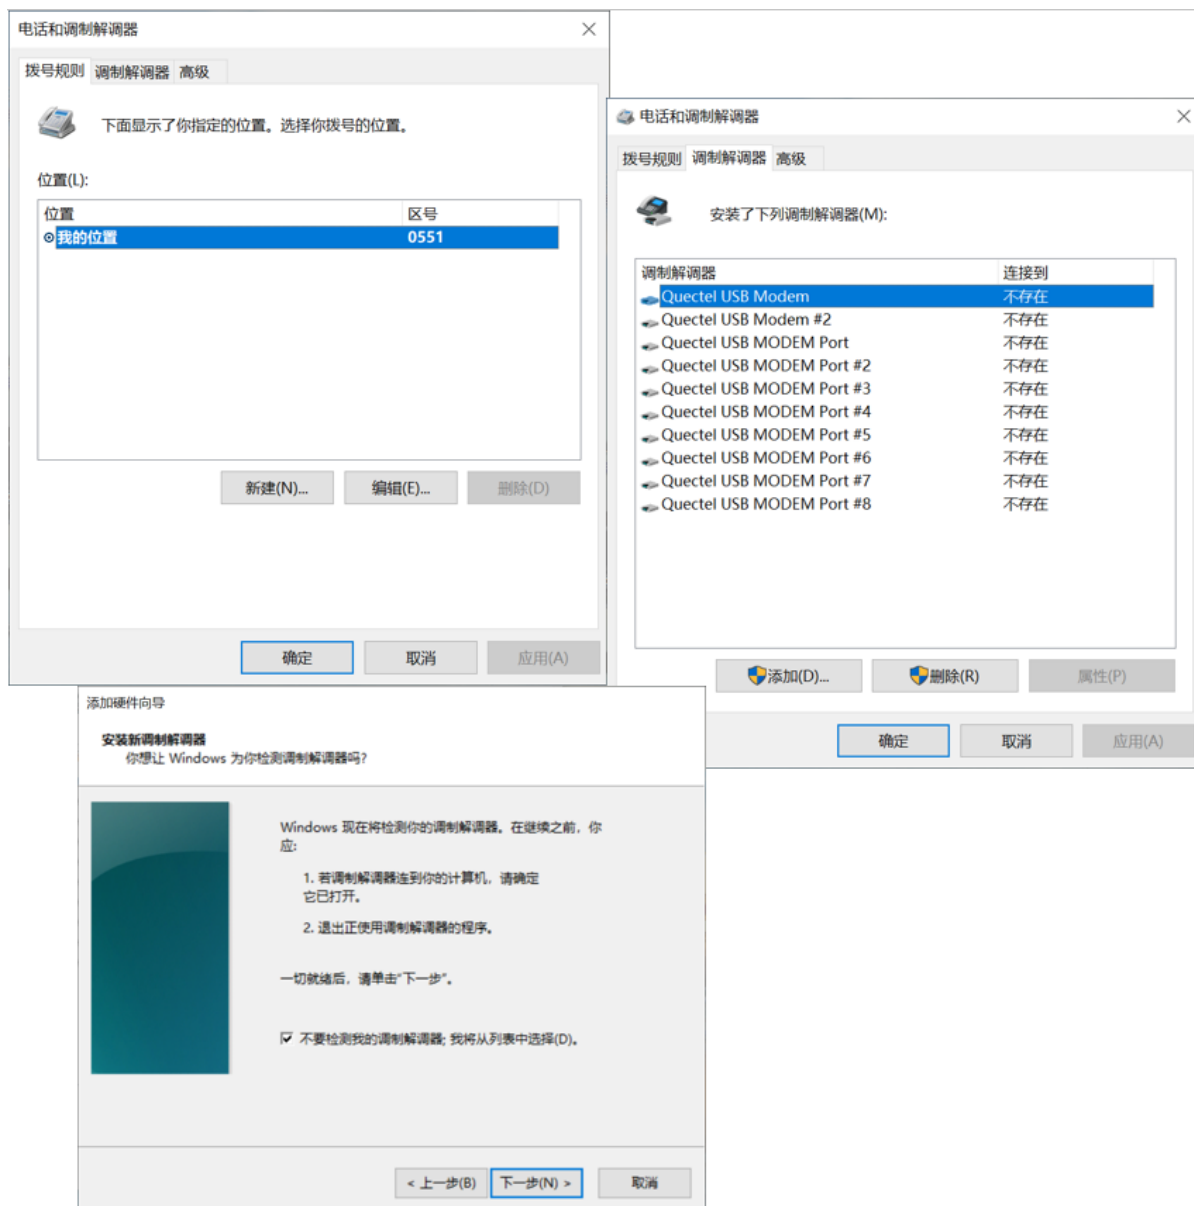 电话和调制解调器
拨号规则 调制解调器 高级
下面显示了你指定的位置。选择你拨号的位置。
位置(L):
位置 区号
我的位置 0551
新建(N)... 编辑(E)... 删除(D)
确定 取消 应用(A)
电话和调制解调器
拨号规则 调制解调器 高级
安装了下列调制解调器(M):
调制解调器 连接到
Quectel USB Modem 不存在
Quectel USB Modem #2 不存在
Quectel USB MODEM Port 不存在
Quectel USB MODEM Port #2 不存在
Quectel USB MODEM Port #3 不存在
Quectel USB MODEM Port #4 不存在
Quectel USB MODEM Port #5 不存在
Quectel USB MODEM Port #6 不存在
Quectel USB MODEM Port #7 不存在
Quectel USB MODEM Port #8 不存在
添加(D)... 删除(R) 属性(P)
确定 取消 应用(A)
添加硬件向导
安装新调制解调器
你想让 Windows 为你检测调制解调器吗?
Windows 现在将检测你的调制解调器。在继续之前，你
应:
1. 若调制解调器连到你的计算机，请确定
它已打开。
2. 退出正使用调制解调器的程序。
一切就绪后，请单击"下一步"。
不要检测我的调制解调器; 我将从列表中选择(D)。
< 上一步(B) 下一步(N) > 取消